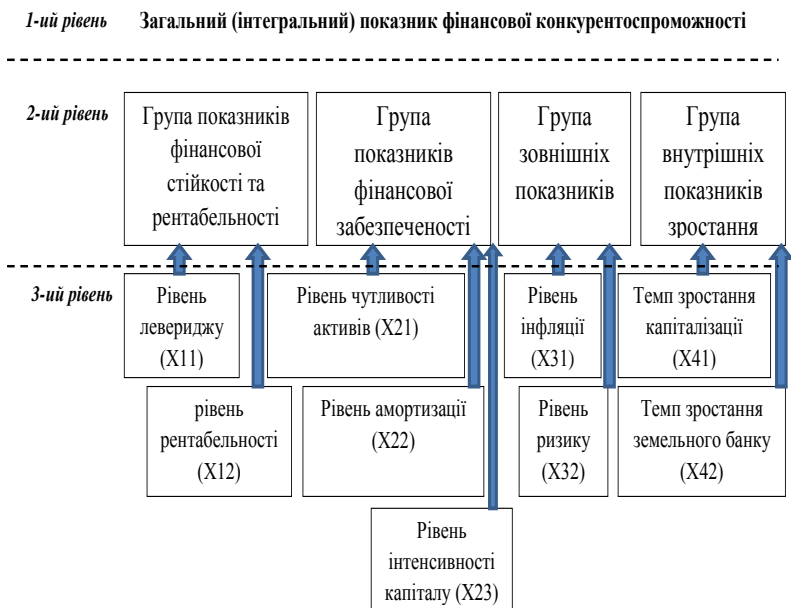 1-ий рівень Загальний (інтегральний) показник фінансової конкурентоспроможності
2-ий рівень
Група показників
фінансової
стійкості та
рентабельності
Група
показників
фінансової
забезпеченості
Група
зовнішніх
показників
Група
внутрішніх
показників
зростання
3-ий рівень
Рівень
левериджу
(X11)
Рівень чутливості
активів (X21)
Рівень
інфляції
(X31)
Темп зростання
капіталізації
(X41)
рівень
рентабельності
(X12)
Рівень амортизації
(X22)
Рівень
ризику
(X32)
Темп зростання
земельного банку
(X42)
Рівень
інтенсивності
капіталу (X23)